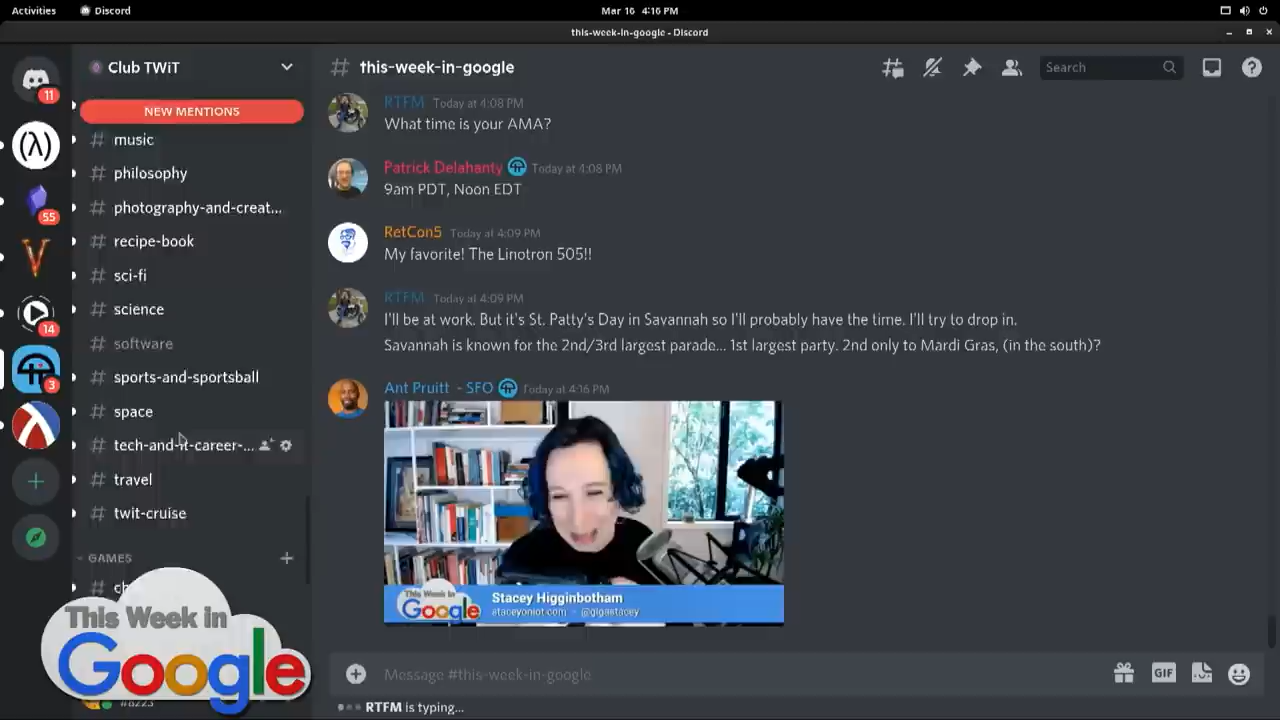 Activities
Discord
Mar 16 4:16 PM
this-week-in-google - Discord
Club TWiT
NEW MENTIONS
# music
# philosophy
# photography-and-creat...
# recipe-book
# sci-fi
# science
# software
# sports-and-sportsball
# space
# tech-and-it-career-...
# travel
# twit-cruise
GAMES
11
55
14
3
This Week in
Google
# this-week-in-google
Search
RTFM Today at 4:08 PM
What time is your AMA?
Patrick Delahanty Today at 4:08 PM
9am PDT, Noon EDT
RetCon5 Today at 4:09 PM
My favorite! The Linotron 505!!
RTFM Today at 4:09 PM
I'll be at work. But it's St. Patty's Day in Savannah so I'll probably have the time. I'll try to drop in.
Savannah is known for the 2nd/3rd largest parade... 1st largest party. 2nd only to Mardi Gras, (in the south)?
Ant Pruitt - SFO Today at 4:16 PM
This Week in
Google
Stacey Higginbotham
staceyoniot.com - @gigastacey
Message #this-week-in-google
GIF
RTFM is typing...